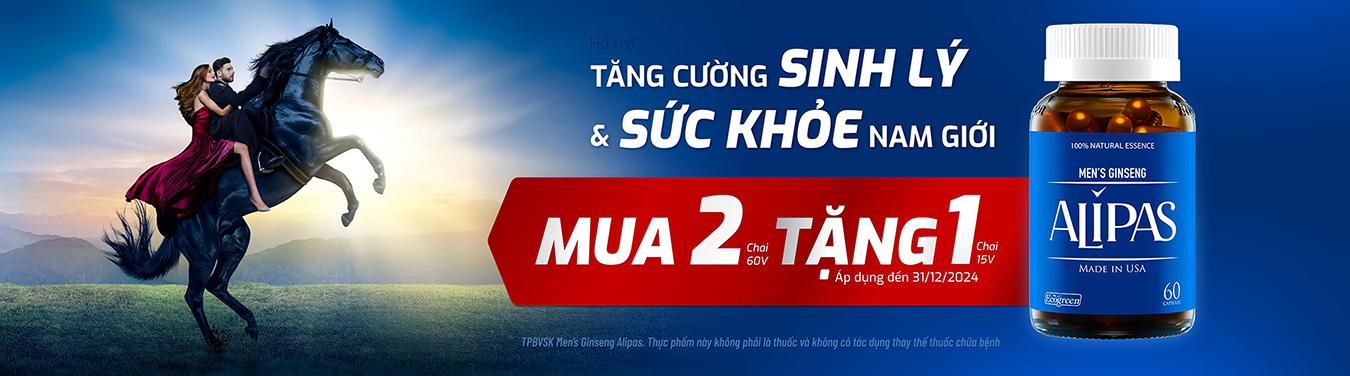 Hỗ trợ
TĂNG CƯỜNG SINH LÝ
& SỨC KHỎE NAM GIỚI
MUA 2 Chai 60V TẶNG 1 Chai 15V
Áp dụng đến 31/12/2024
TPBVSK Men's Ginseng Alipas. Thực phẩm này không phải là thuốc và không có tác dụng thay thế thuốc chữa bệnh
100% NATURAL ESSENCE
MEN'S GINSENG
ALIPAS
MADE IN USA
Ecogreen
60
CAPSULES